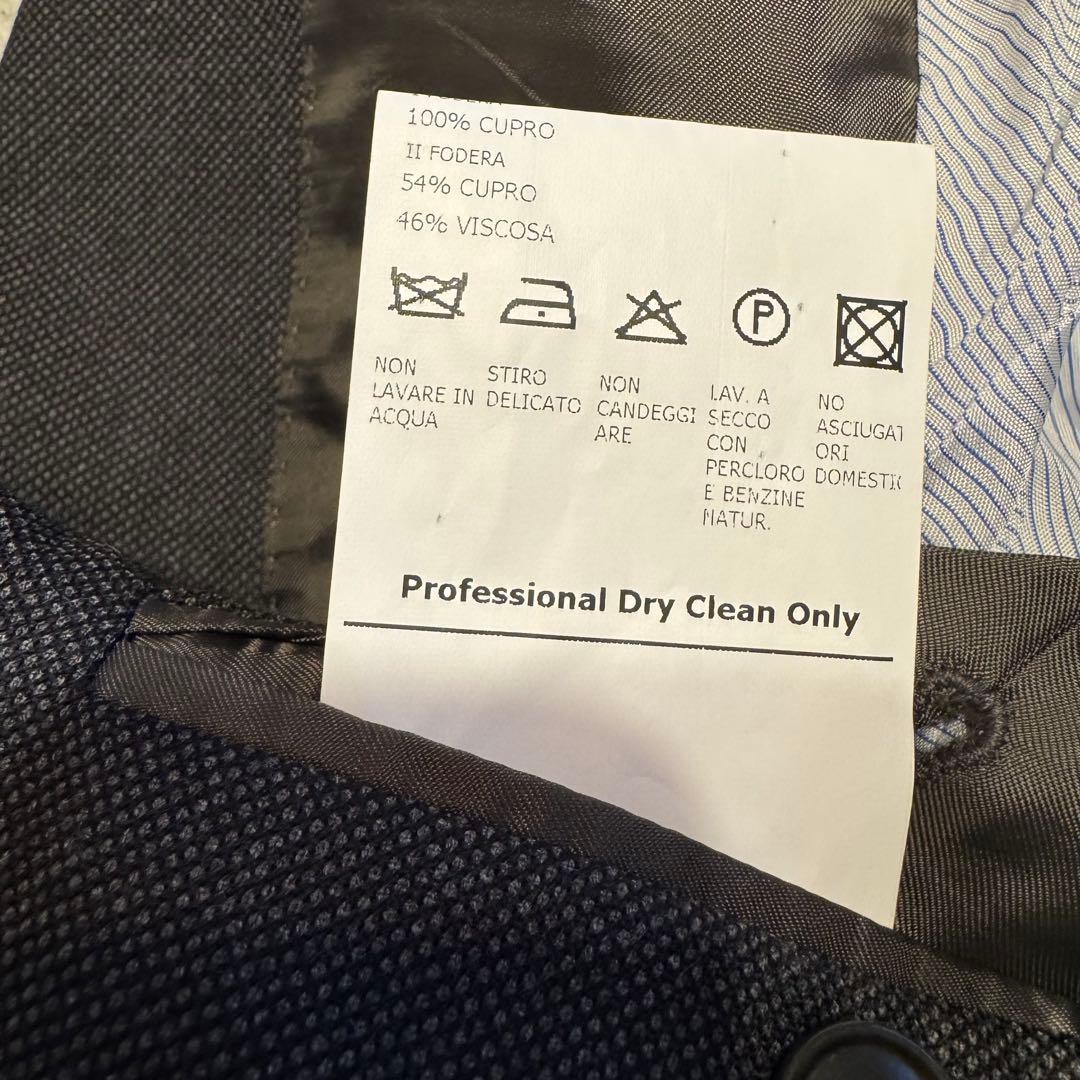 100% CUPRO
II FODERA
54% CUPRO
46% VISCOSA
P
NON
LAVARE IN
ACQUA
STIRO
DELICATO
NON
CANDEGGI
ARE
LAV. A
SECCO
CON
PERCLORO
E BENZINE
NATUR.
NO
ASCIUGAT
ORI
DOMESTIC
Professional Dry Clean Only